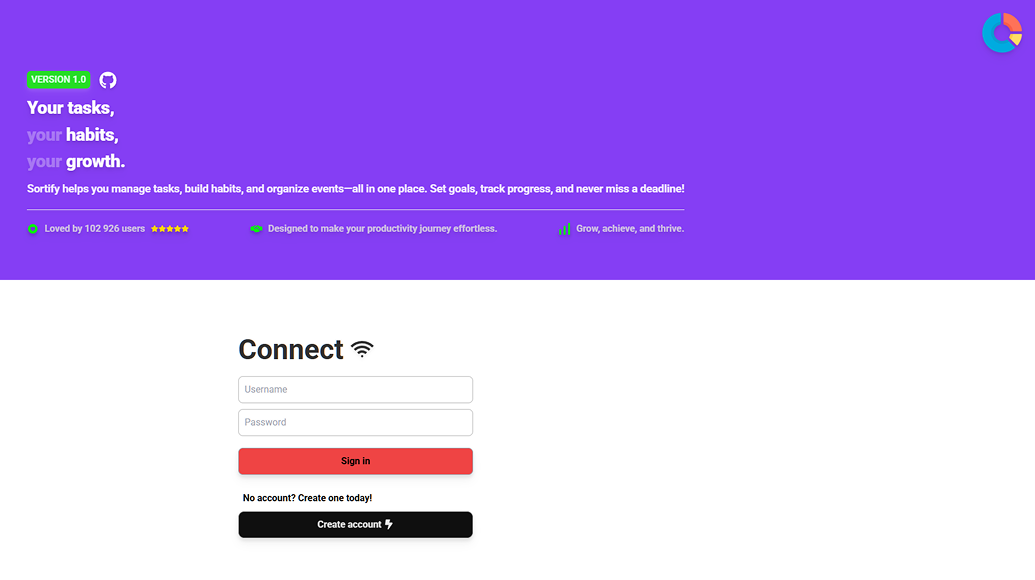 VERSION 1.0
Your tasks,
your habits,
your growth.
Sortify helps you manage tasks, build habits, and organize events—all in one place. Set goals, track progress, and never miss a deadline!
Loved by 102 926 users
Designed to make your productivity journey effortless.
Grow, achieve, and thrive.
Connect
Username
Password
Sign in
No account? Create one today!
Create account